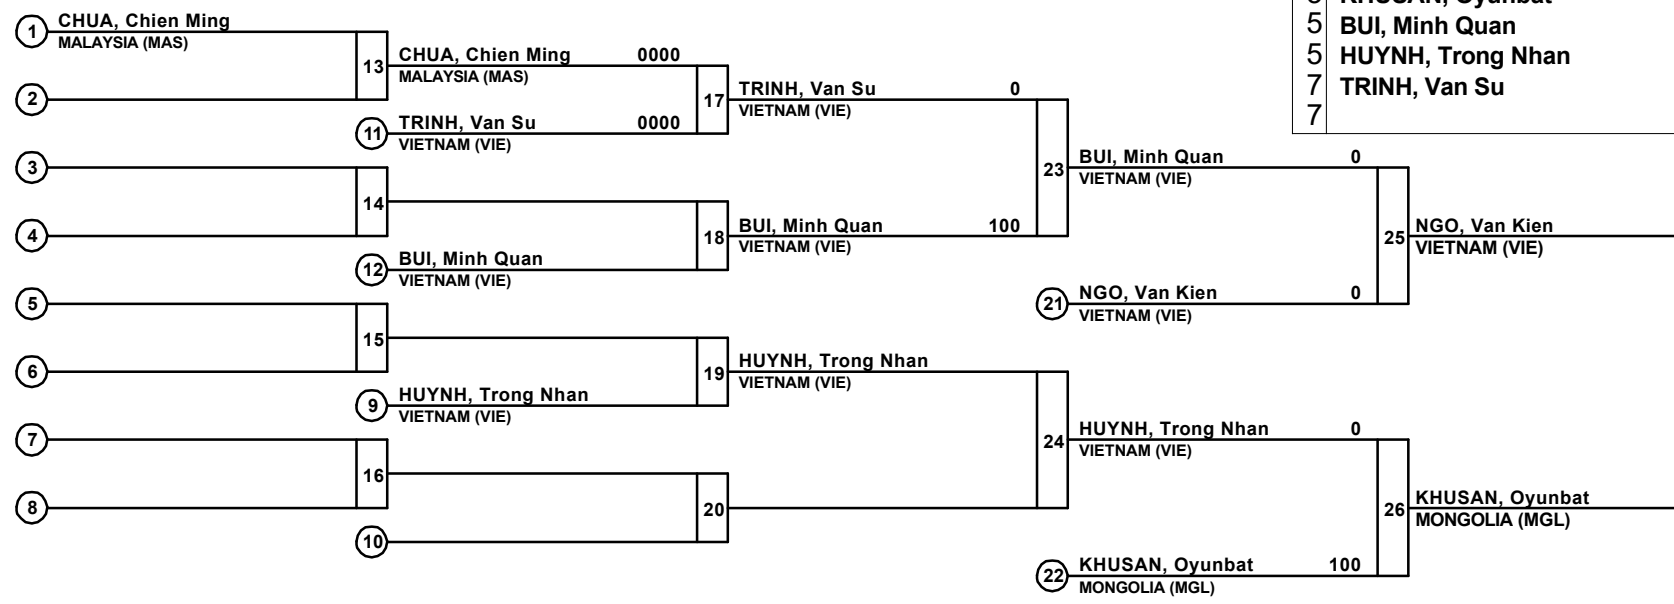 1 CHUA, Chien Ming
MALAYSIA (MAS)
2
13 CHUA, Chien Ming 0000
MALAYSIA (MAS)
11 TRINH, Van Su 0000
VIETNAM (VIE)
17 TRINH, Van Su 0
VIETNAM (VIE)
3
4
14
12 BUI, Minh Quan
VIETNAM (VIE)
18 BUI, Minh Quan 100
VIETNAM (VIE)
23 BUI, Minh Quan 0
VIETNAM (VIE)
21 NGO, Van Kien 0
VIETNAM (VIE)
25 NGO, Van Kien
VIETNAM (VIE)
5
6
15
9 HUYNH, Trong Nhan
VIETNAM (VIE)
19 HUYNH, Trong Nhan
VIETNAM (VIE)
7
8
16
10
20
24 HUYNH, Trong Nhan 0
VIETNAM (VIE)
22 KHUSAN, Oyunbat 100
MONGOLIA (MGL)
26 KHUSAN, Oyunbat
MONGOLIA (MGL)
KHUSAN, Oyunbat
5 BUI, Minh Quan
5 HUYNH, Trong Nhan
7 TRINH, Van Su
7